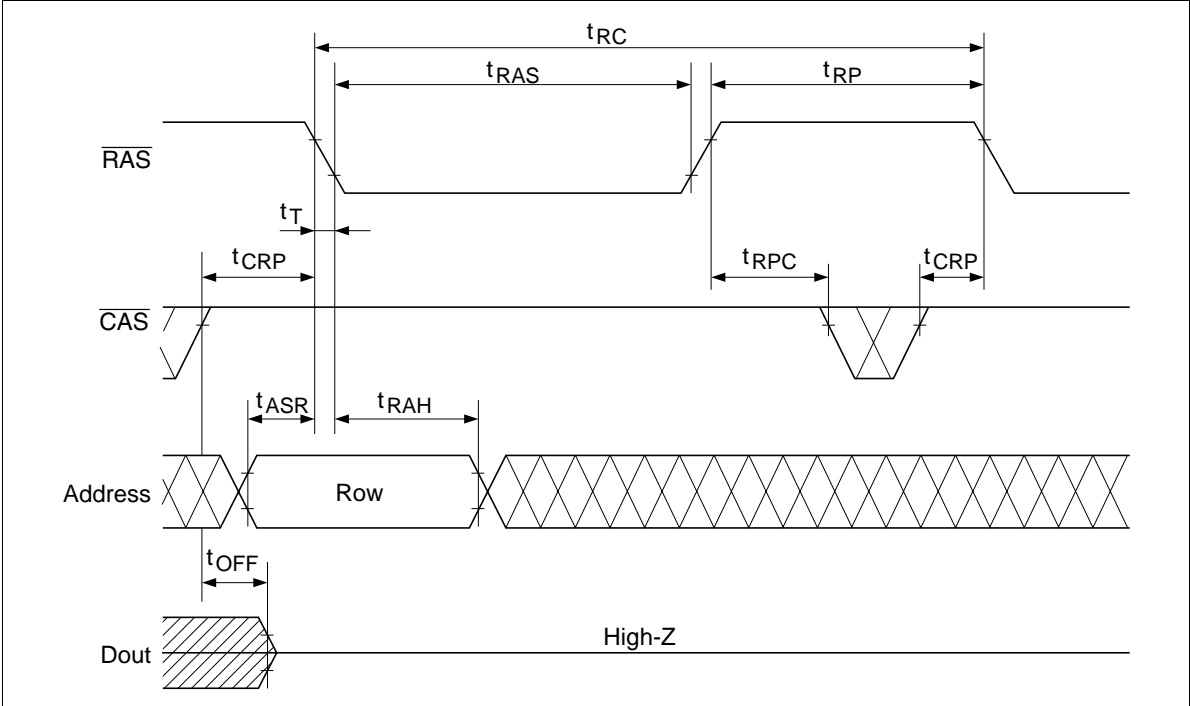 tRC
tRAS
tRP
RAS
tT
tCRP
tRPC
tCRP
CAS
tASR
tRAH
Address
Row
tOFF
High-Z
Dout